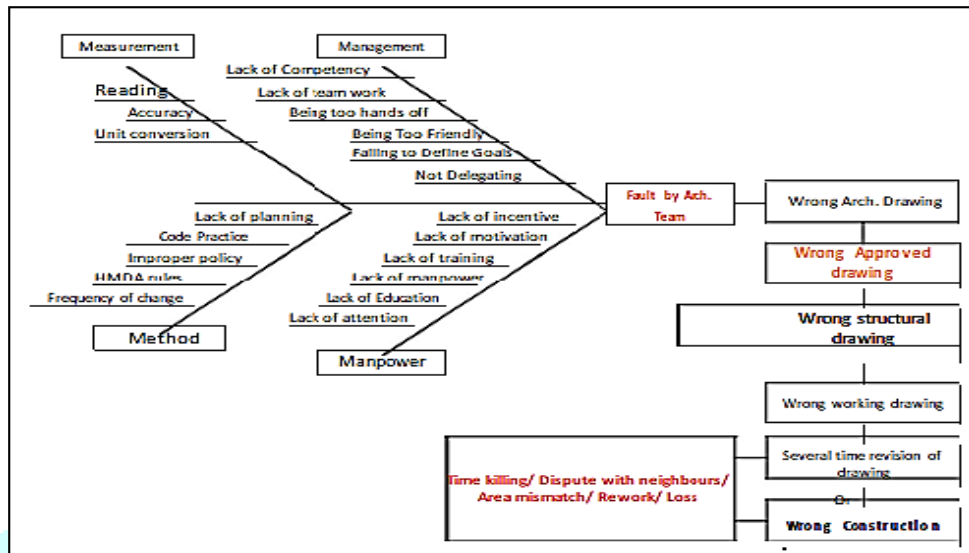 Measurement
Management
Lack of Competency
Reading
Lack of team work
Accuracy
Being too hands off
Unit conversion
Being Too Friendly
Failing to Define Goals
Not Delegating
Fault by Ach.
Team
Wrong Arch. Drawing
Lack of planning
Lack of incentive
Code Practice
Lack of motivation
Improper policy
Lack of training
HMDA rules
Lack of manpower
Frequency of change
Lack of Education
Lack of attention
Method
Manpower
Wrong Approved
drawing
Wrong structural
drawing
Wrong working drawing
Several time revision of
drawing
Or
Time killing/ Dispute with neighbours/
Area mismatch/ Rework/ Loss
Wrong Construction